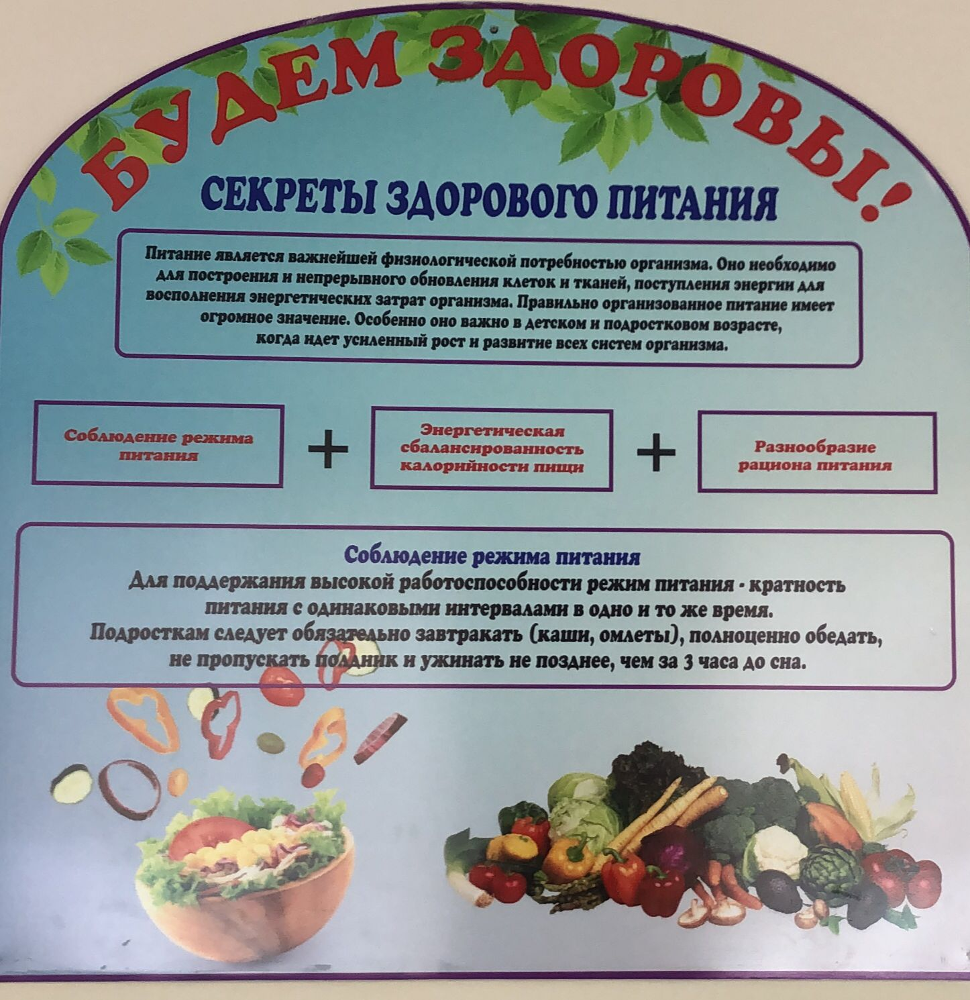 БУДЕМ ЗДОРОВЫ!
СЕКРЕТЫ ЗДОРОВОГО ПИТАНИЯ
Питание является важнейшей физиологической потребностью организма. Оно необходимо
для построения и непрерывного обновления клеток и тканей, поступления энергии для
восполнения энергетических затрат организма. Правильно организованное питание имеет
огромное значение. Особенно оно важно в детском и подростковом возрасте,
когда идет усиленный рост и развитие всех систем организма.
Соблюдение режима
питания
+
Энергетическая
сбалансированность
калорийности пищи
+
Разнообразие
рациона питания
Соблюдение режима питания
Для поддержания высокой работоспособности режим питания - кратность
питания с одинаковыми интервалами в одно и то же время.
Подросткам следует обязательно завтракать (каши, омлеты), полноценно обедать,
не пропускать полдник и ужинать не позднее, чем за 3 часа до сна.